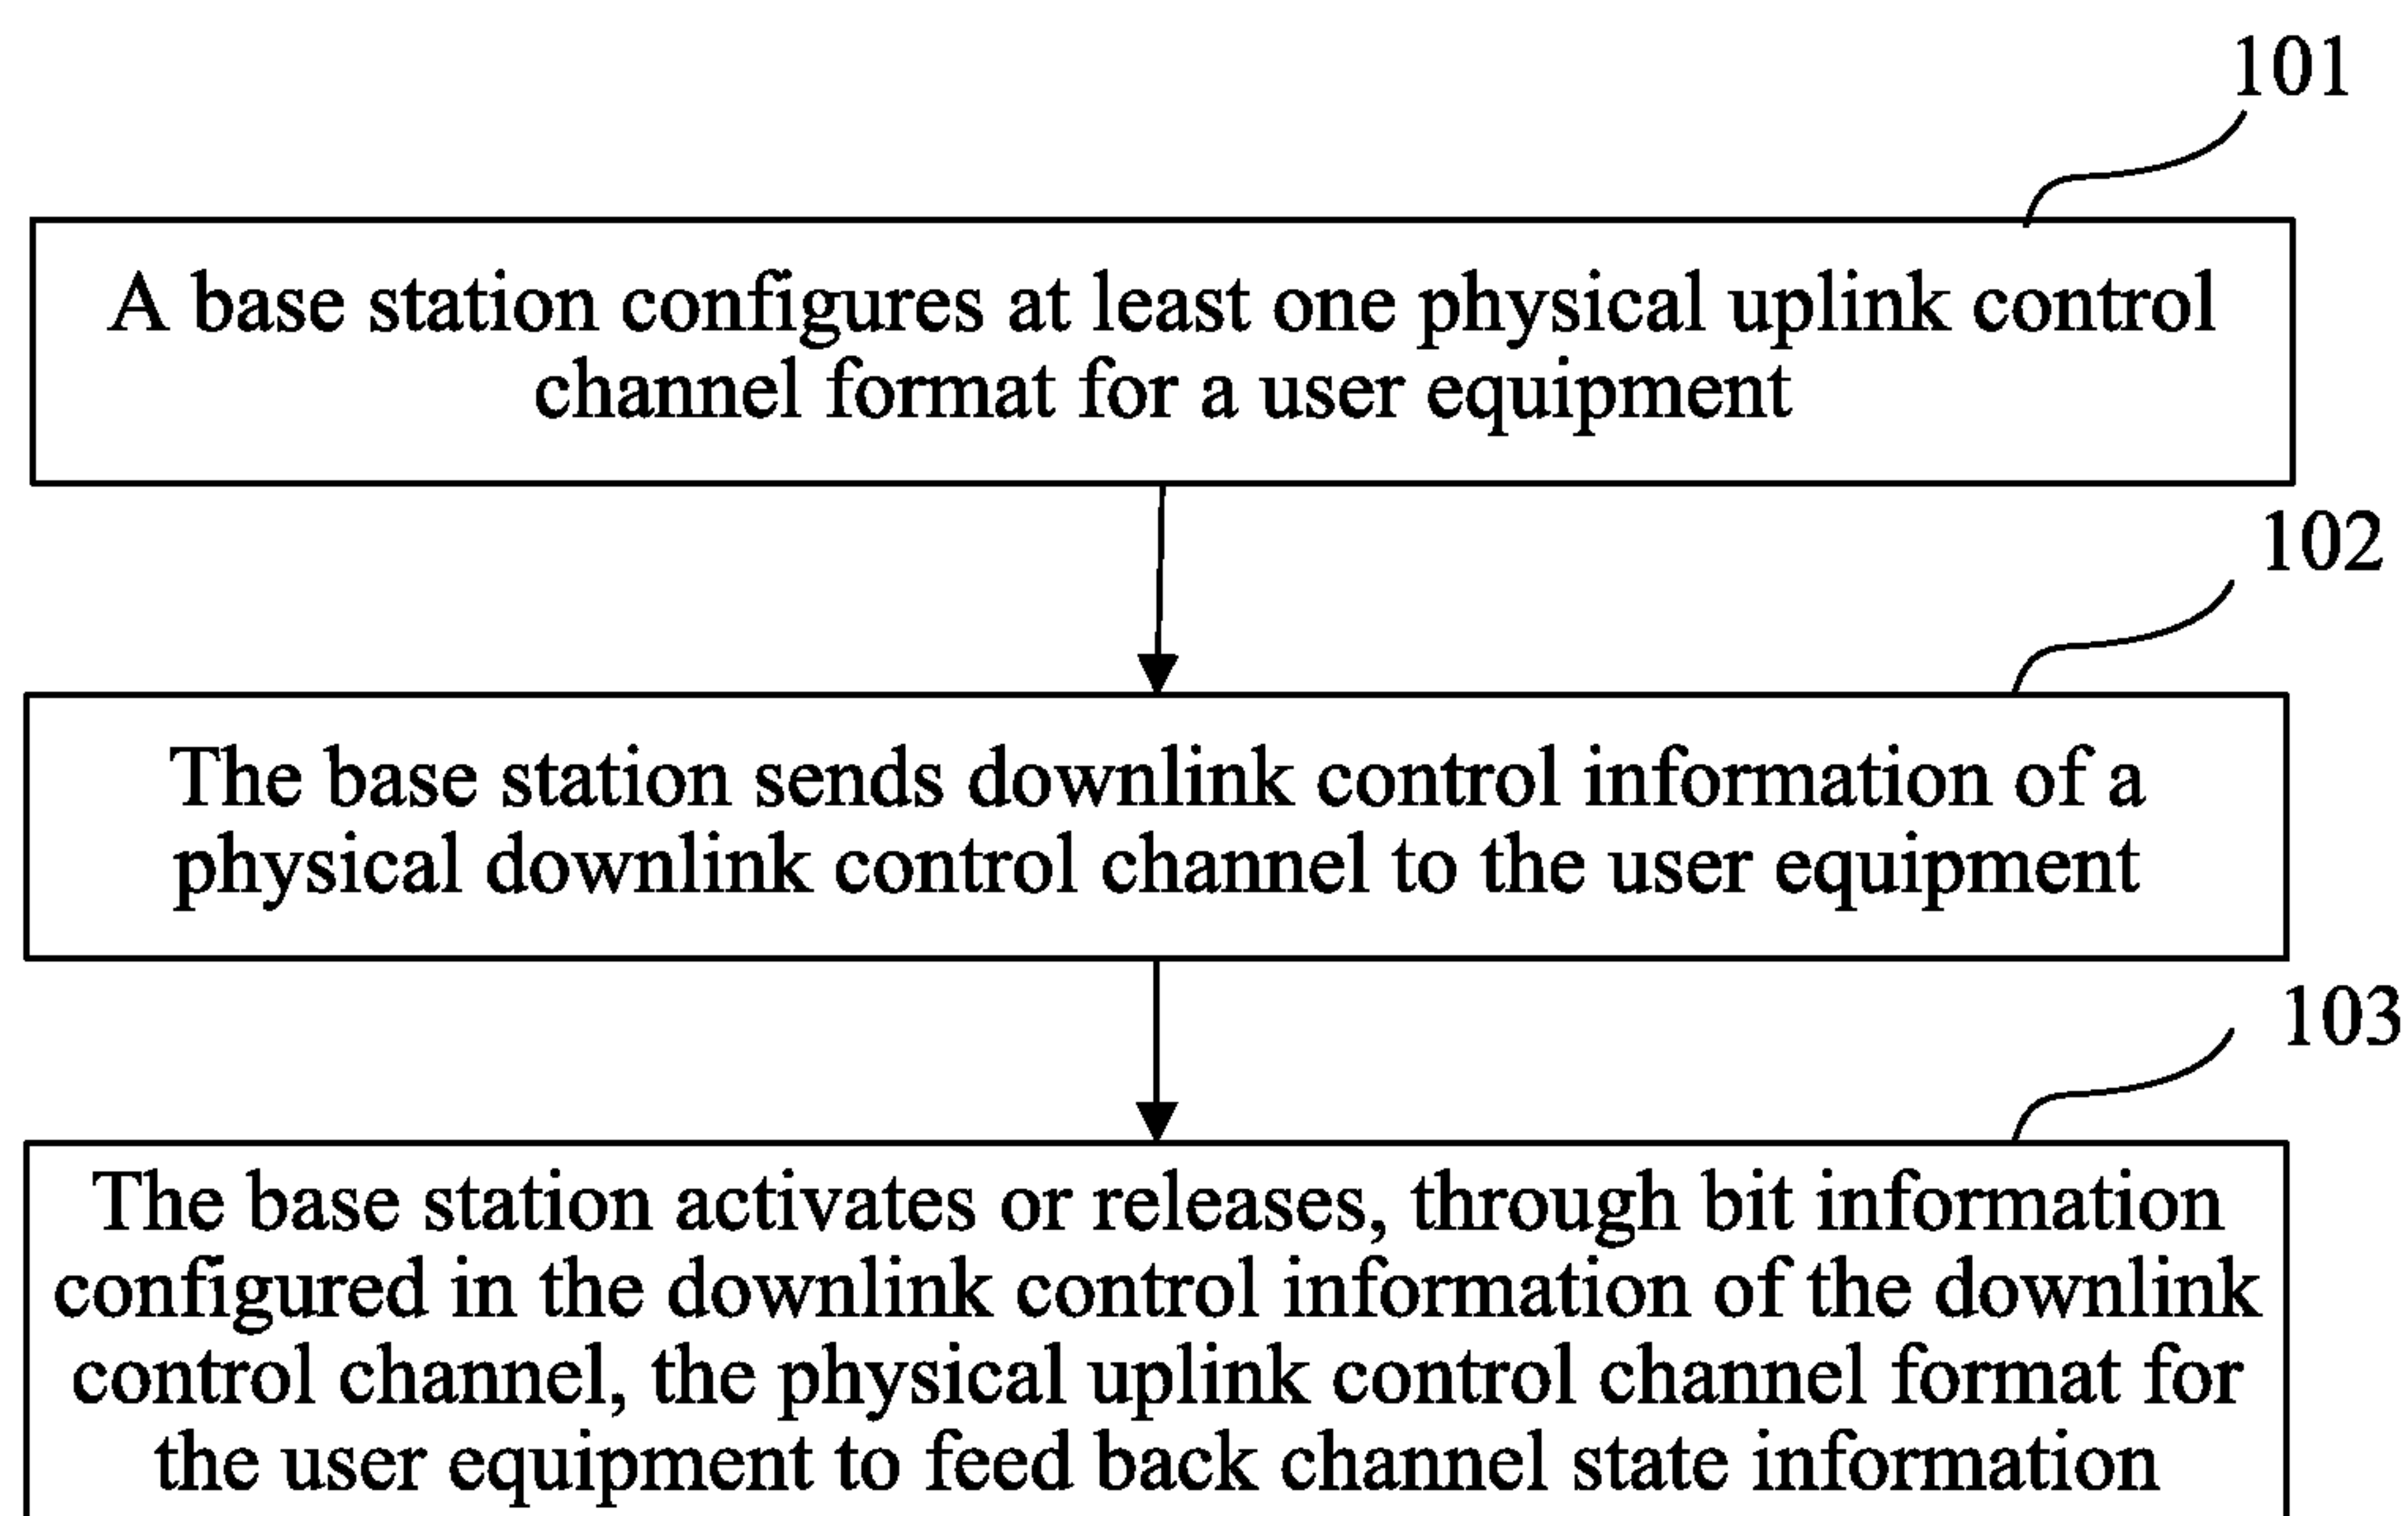 101
A base station configures at least one physical uplink control
channel format for a user equipment
102
The base station sends downlink control information of a
physical downlink control channel to the user equipment
103
The base station activates or releases, through bit information
configured in the downlink control information of the downlink
control channel, the physical uplink control channel format for
the user equipment to feed back channel state information